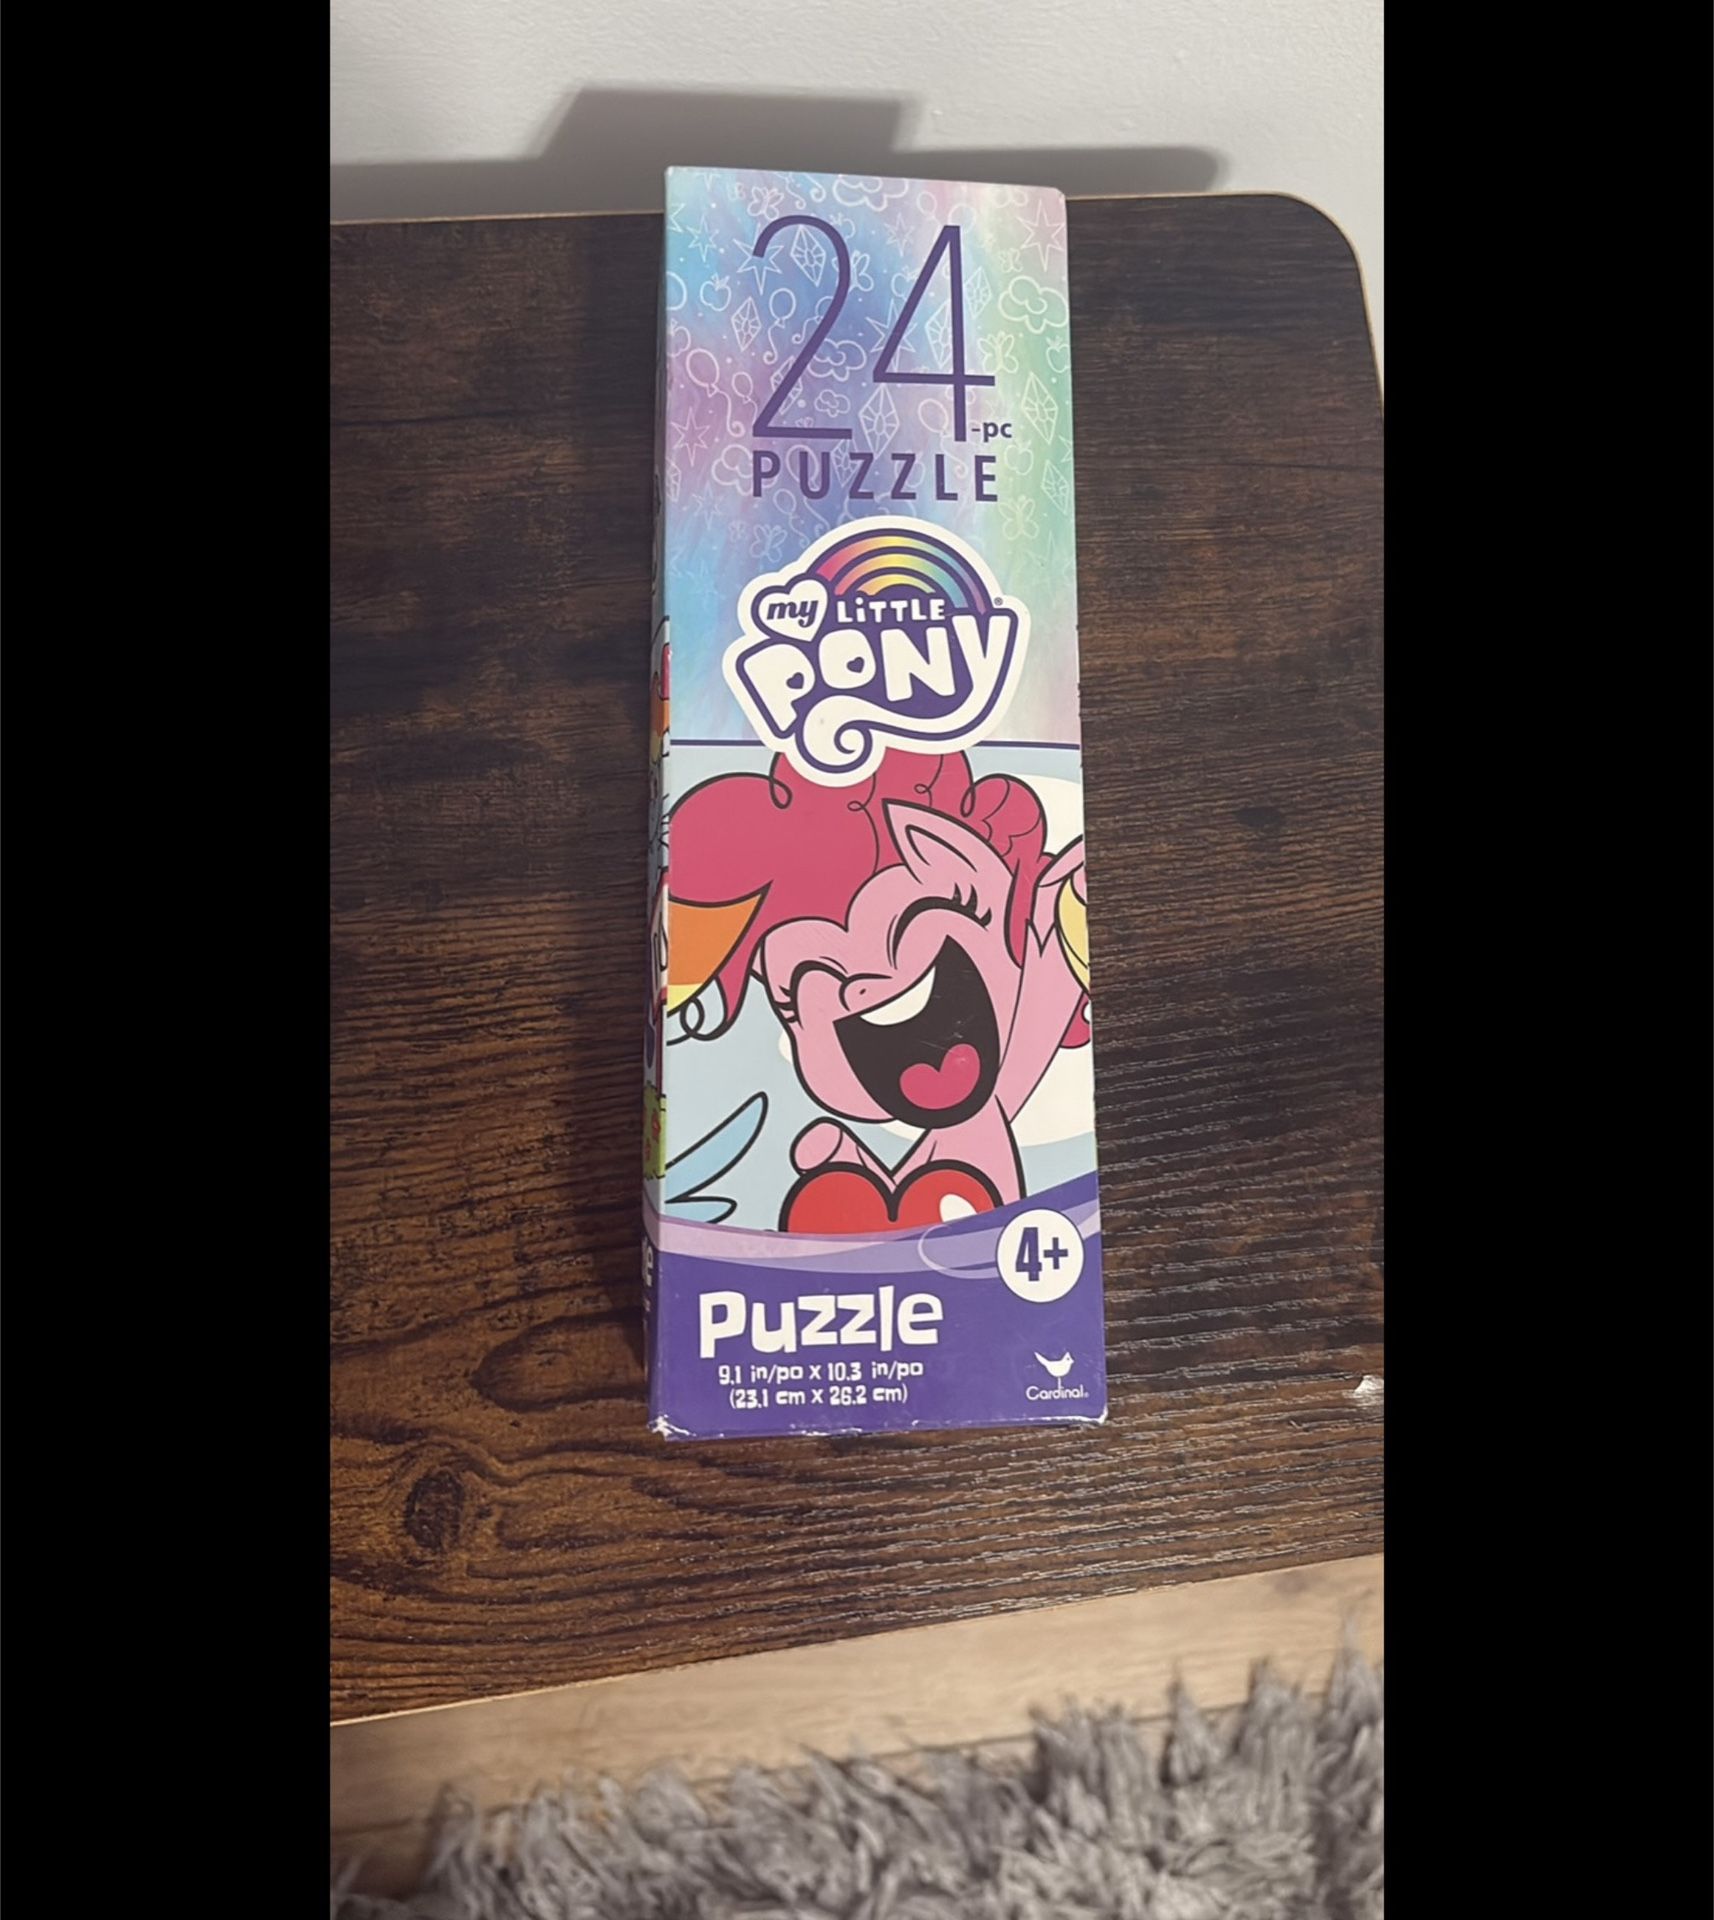 24
-pc
PUZZLE
my LiTTLE
PONY
®
4+
Puzzle
9.1 in/po x 10.3 in/po
(23.1 cm x 26.2 cm)
Cardinal®